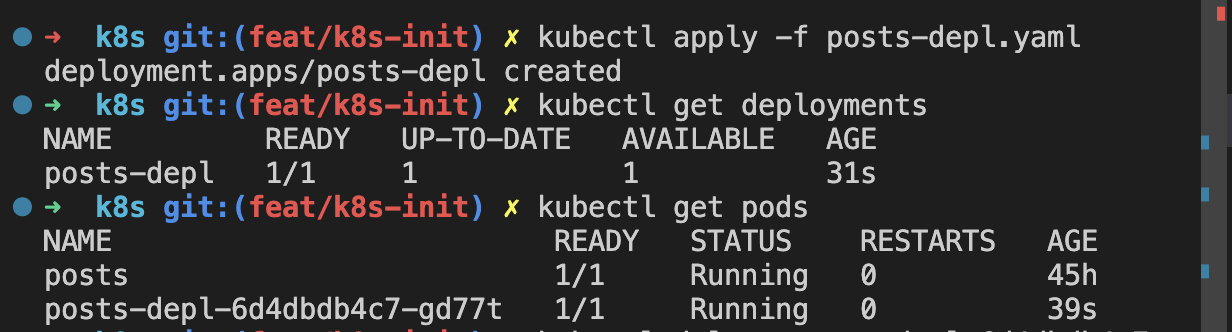 ➜  k8s git:(feat/k8s-init) ✗ kubectl apply -f posts-depl.yaml
deployment.apps/posts-depl created
➜  k8s git:(feat/k8s-init) ✗ kubectl get deployments
NAME         READY   UP-TO-DATE   AVAILABLE   AGE
posts-depl   1/1     1            1           31s
➜  k8s git:(feat/k8s-init) ✗ kubectl get pods
NAME                          READY   STATUS    RESTARTS   AGE
posts                         1/1     Running   0          45h
posts-depl-6d4dbdb4c7-gd77t   1/1     Running   0          39s